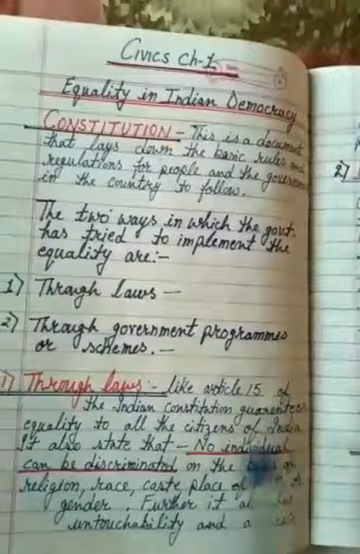 Civics Ch-1
Equality in Indian Democracy
CONSTITUTION - This is a document
that lays down the basic rules and
regulations for people and the government
in the country to follow.
The two ways in which the govt.
has tried to implement the
equality are:-
1) Through laws -
2) Through government programmes
or schemes. -
1) Through laws:- like article 15 of
the Indian constitution guarantees
equality to all the citizens of India
It also state that - No individual
can be discriminated on the
religion, race, caste place of
gender. Further it
untouchability and a
2)